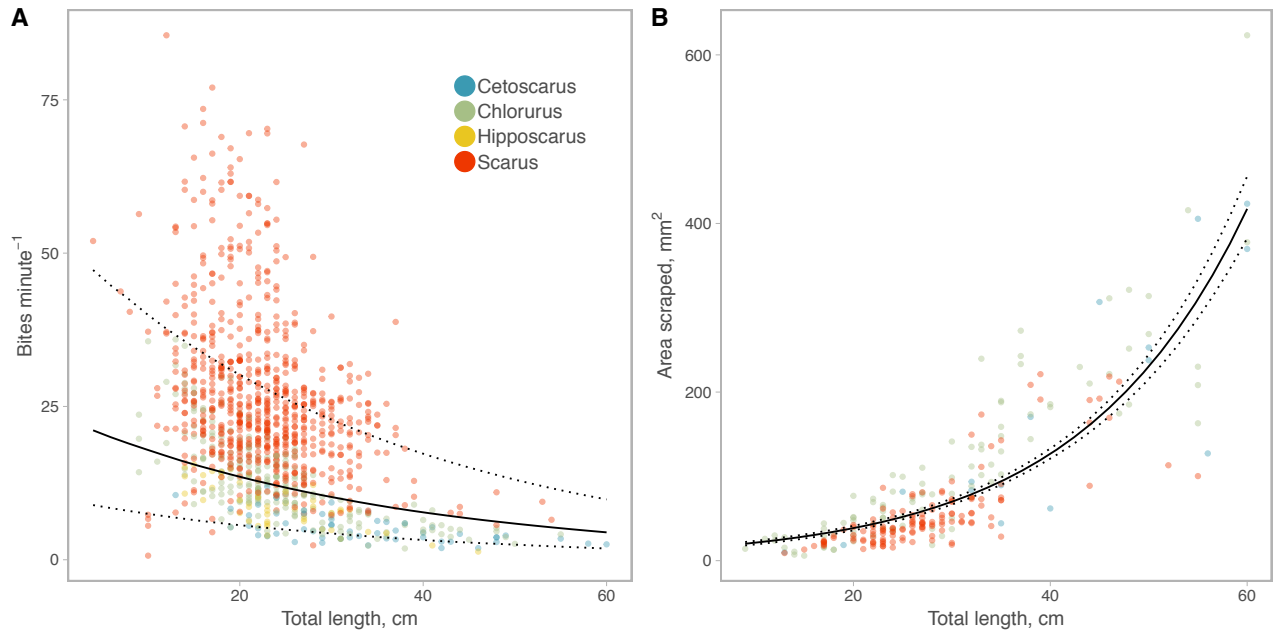 A
Bites minute⁻¹
75
50
25
0
20
40
60
Total length, cm
Cetoscarus
Chlorurus
Hipposcarus
Scarus
B
Area scraped, mm²
600
400
200
0
20
40
60
Total length, cm